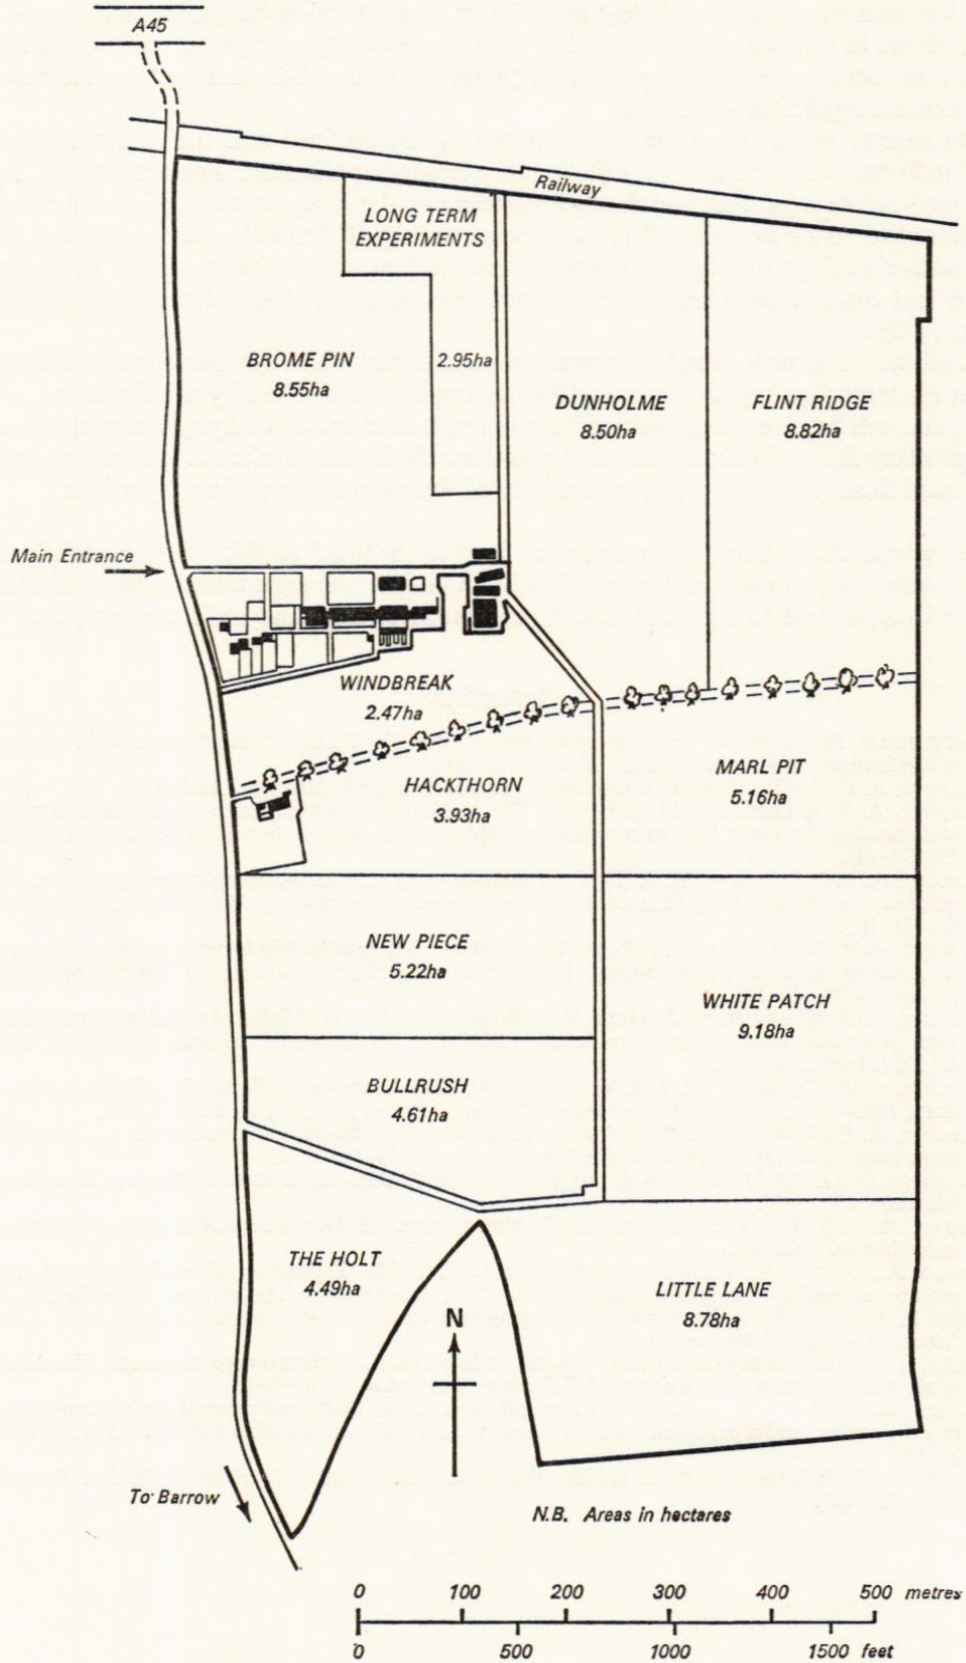 A45
Railway
LONG TERM
EXPERIMENTS
BROME PIN
8.55ha
2.95ha
DUNHOLME
8.50ha
FLINT RIDGE
8.82ha
Main Entrance
WINDBREAK
2.47ha
HACKTHORN
3.93ha
MARL PIT
5.16ha
NEW PIECE
5.22ha
WHITE PATCH
9.18ha
BULLRUSH
4.61ha
THE HOLT
4.49ha
LITTLE LANE
8.78ha
N
To Barrow
N.B. Areas in hectares
0 100 200 300 400 500 metres
0 500 1000 1500 feet